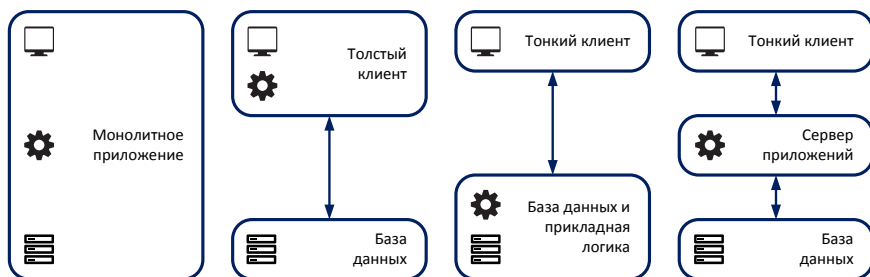 Монолитное
приложение
Толстый
клиент
База
данных
Тонкий клиент
База данных и
прикладная
логика
Тонкий клиент
Сервер
приложений
База
данных